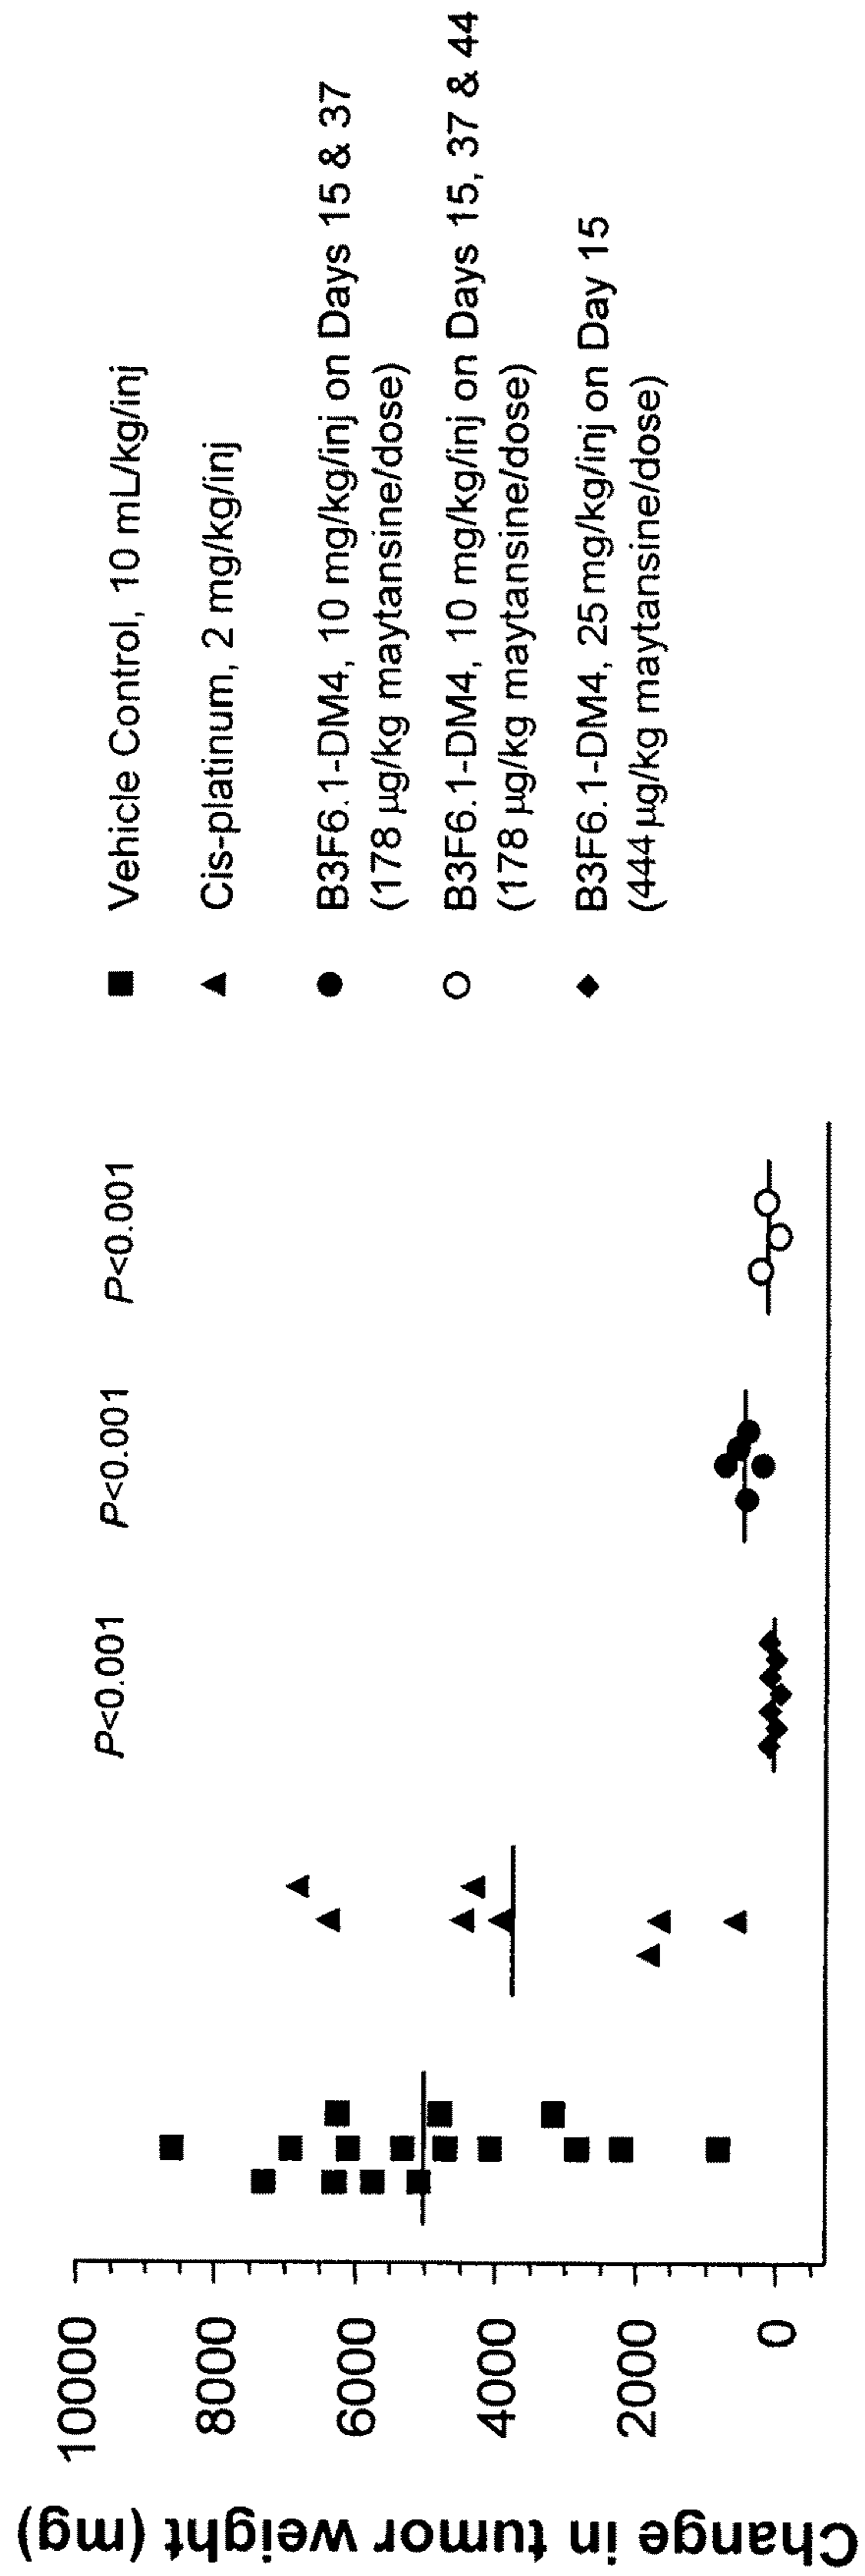 Change in tumor weight (mg)
10000
8000
6000
4000
2000
0
P<0.001
P<0.001
P<0.001
Vehicle Control, 10 mL/kg/inj
Cis-platinum, 2 mg/kg/inj
B3F6.1-DM4, 10 mg/kg/inj on Days 15 & 37
(178 µg/kg maytansine/dose)
B3F6.1-DM4, 10 mg/kg/inj on Days 15, 37 & 44
(178 µg/kg maytansine/dose)
B3F6.1-DM4, 25 mg/kg/inj on Day 15
(444 µg/kg maytansine/dose)